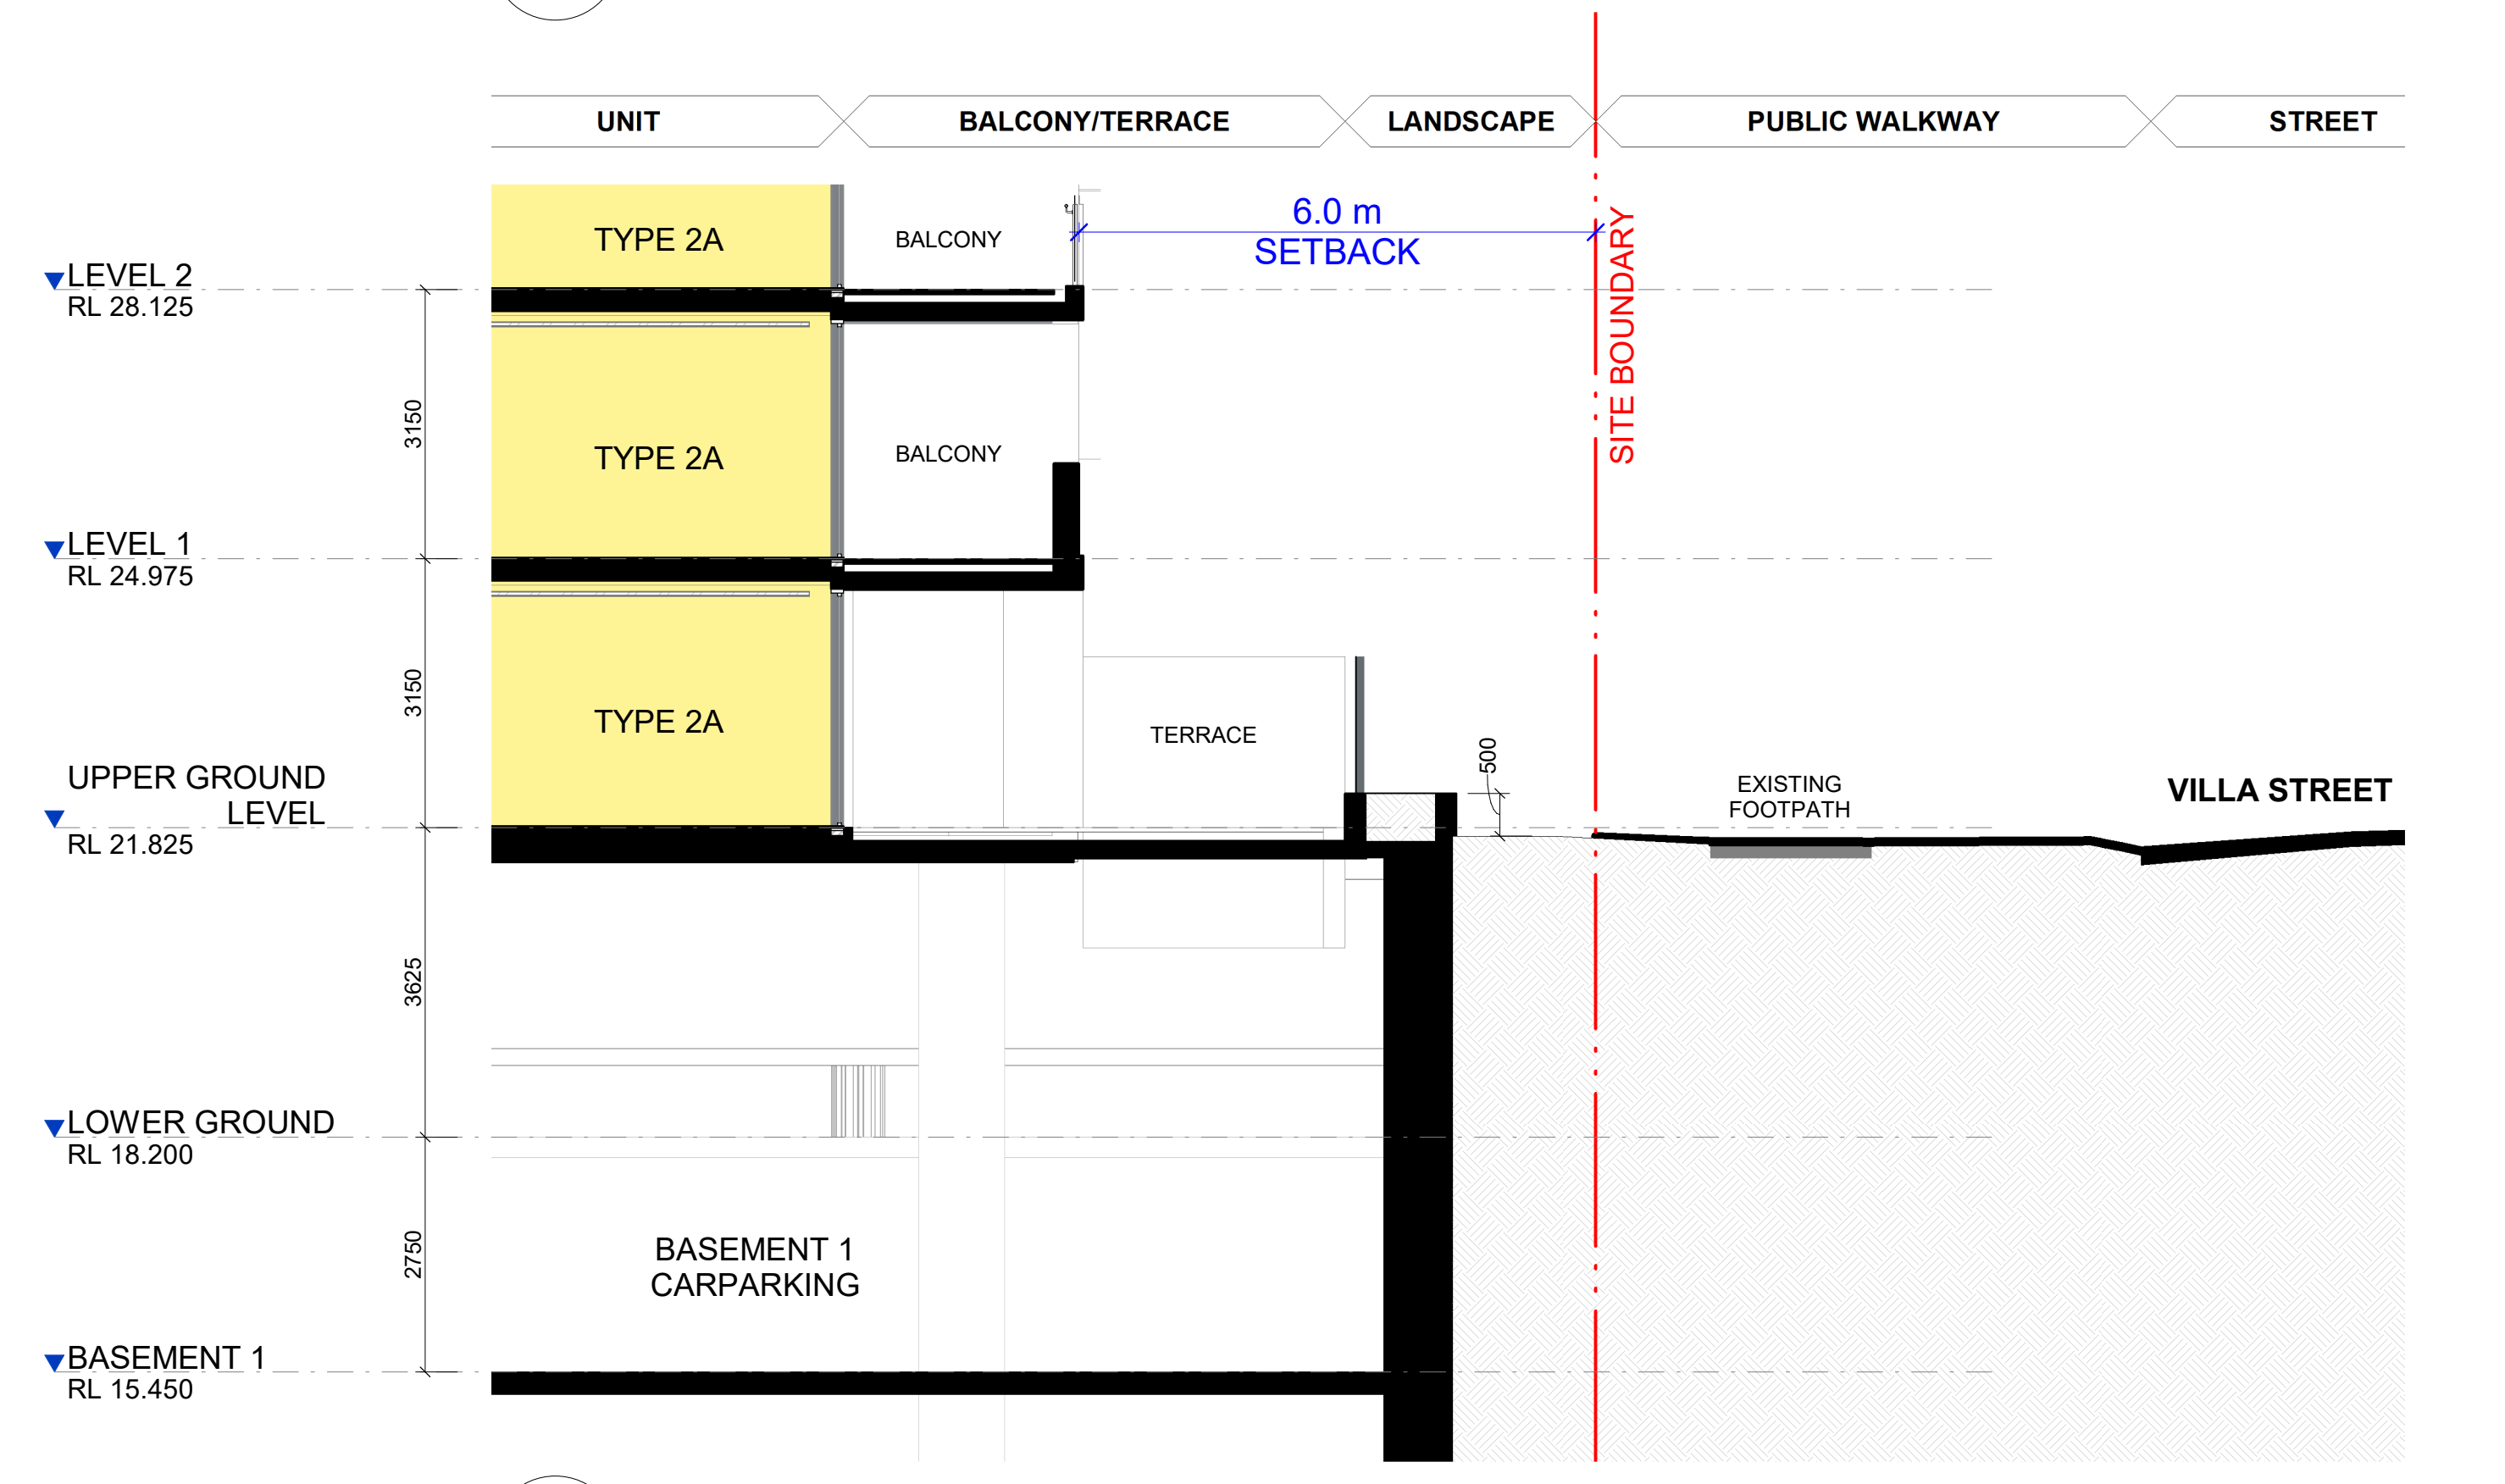 UNIT
BALCONY/TERRACE
LANDSCAPE
PUBLIC WALKWAY
STREET
6.0 m
SETBACK
SITE BOUNDARY
TYPE 2A
BALCONY
LEVEL 2
RL 28.125
3150
TYPE 2A
BALCONY
LEVEL 1
RL 24.975
3150
TYPE 2A
TERRACE
500
EXISTING
FOOTPATH
VILLA STREET
UPPER GROUND
LEVEL
RL 21.825
3625
LOWER GROUND
RL 18.200
2750
BASEMENT 1
CARPARKING
BASEMENT 1
RL 15.450